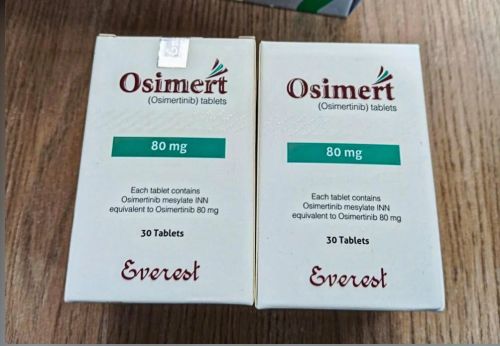 Osimert
(Osimertinib) tablets
80 mg
Each tablet contains
Osimertinib mesylate INN
equivalent to Osimertinib 80 mg
30 Tablets
Everest
Osimert
(Osimertinib) tablets
80 mg
Each tablet contains
Osimertinib mesylate INN
equivalent to Osimertinib 80 mg
30 Tablets
Everest